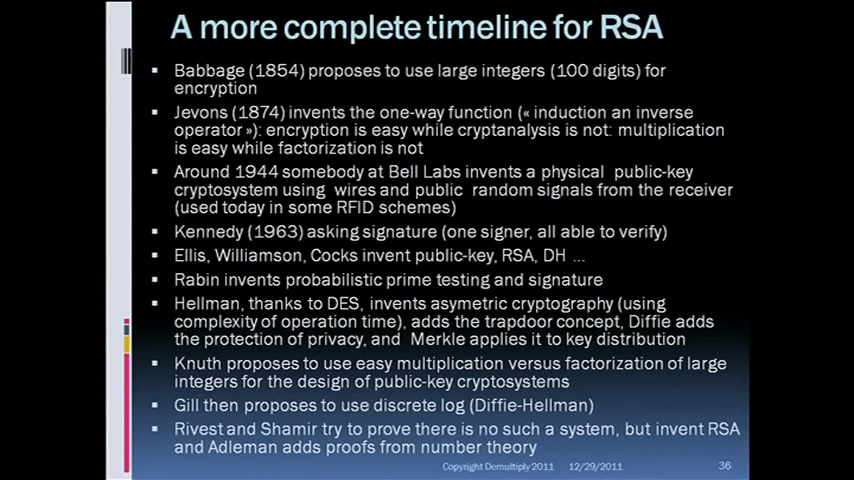 A more complete timeline for RSA
▪ Babbage (1854) proposes to use large integers (100 digits) for
encryption
▪ Jevons (1874) invents the one-way function (« induction an inverse
operator »): encryption is easy while cryptanalysis is not: multiplication
is easy while factorization is not
▪ Around 1944 somebody at Bell Labs invents a physical public-key
cryptosystem using wires and public random signals from the receiver
(used today in some RFID schemes)
▪ Kennedy (1963) asking signature (one signer, all able to verify)
▪ Ellis, Williamson, Cocks invent public-key, RSA, DH ...
▪ Rabin invents probabilistic prime testing and signature
▪ Hellman, thanks to DES, invents asymetric cryptography (using
complexity of operation time), adds the trapdoor concept, Diffie adds
the protection of privacy, and Merkle applies it to key distribution
▪ Knuth proposes to use easy multiplication versus factorization of large
integers for the design of public-key cryptosystems
▪ Gill then proposes to use discrete log (Diffie-Hellman)
▪ Rivest and Shamir try to prove there is no such a system, but invent RSA
and Adleman adds proofs from number theory
Copyright Demultiply 2011 12/29/2011 36